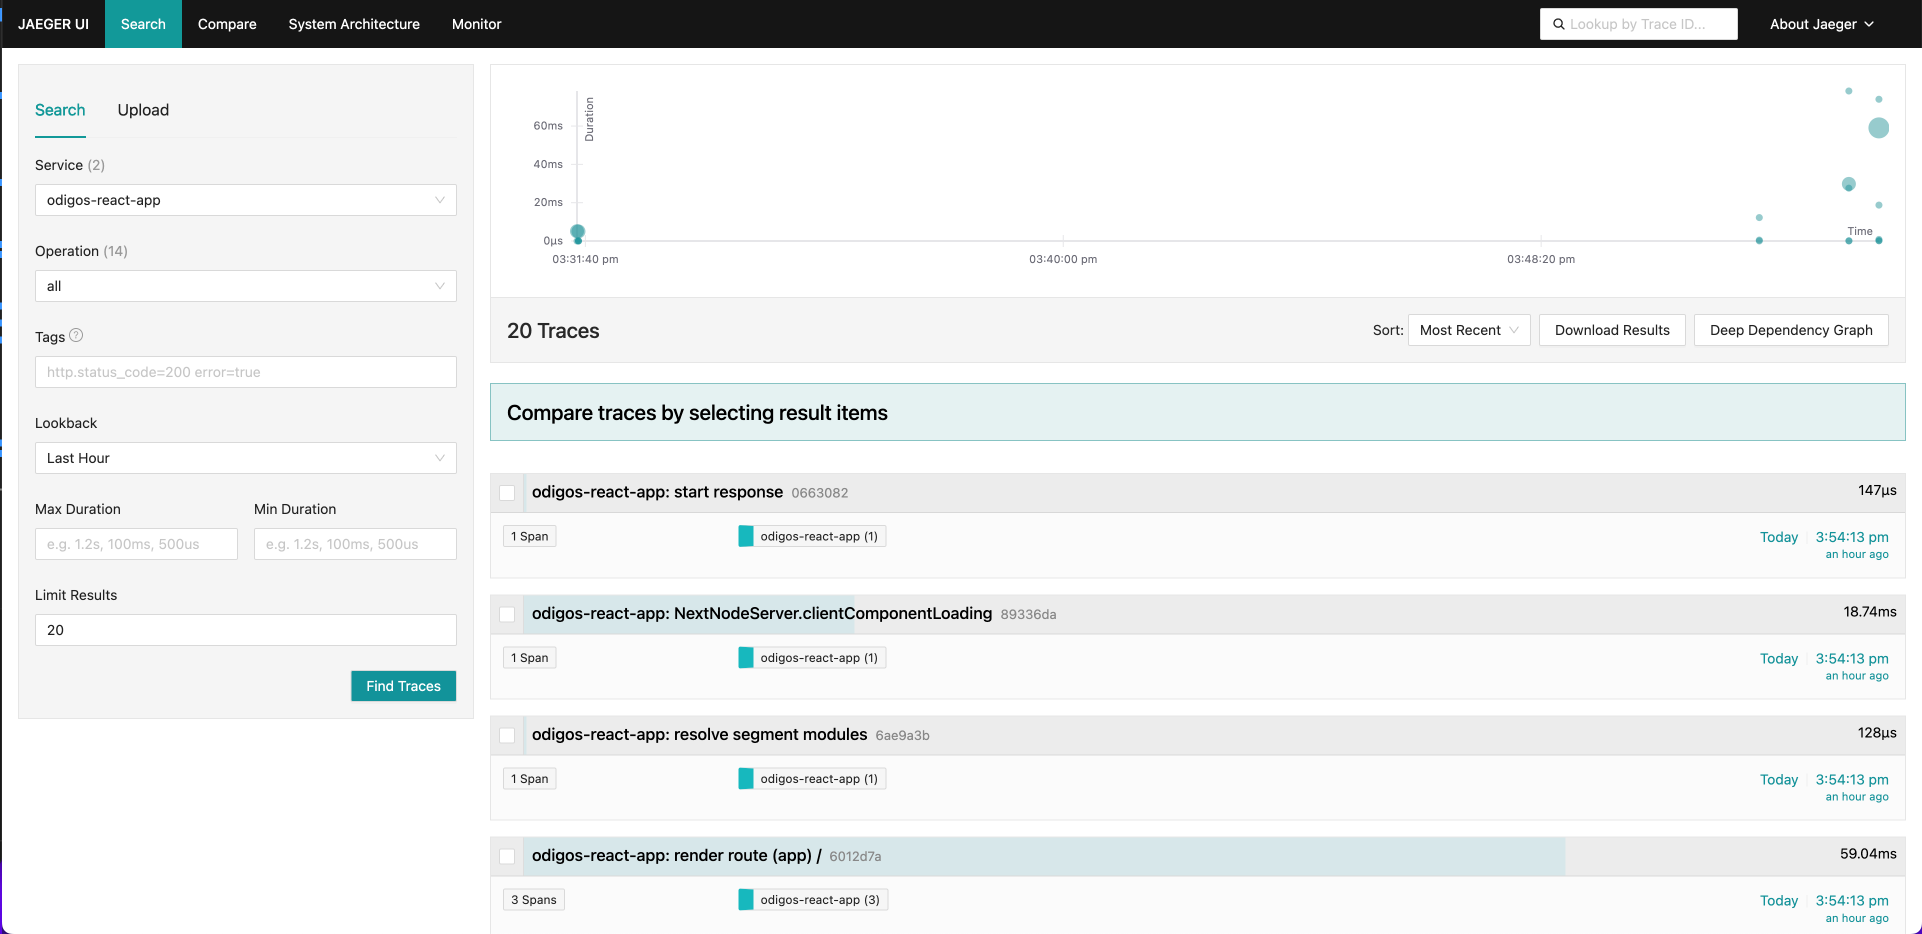 JAEGER UI
Search
Compare
System Architecture
Monitor
Lookup by Trace ID...
About Jaeger
Search
Upload
Service (2)
odigos-react-app
Operation (14)
all
Tags
http.status_code=200 error=true
Lookback
Last Hour
Max Duration
Min Duration
e.g. 1.2s, 100ms, 500us
e.g. 1.2s, 100ms, 500us
Limit Results
20
Find Traces
Duration
60ms
40ms
20ms
0μs
Time
03:31:40 pm
03:40:00 pm
03:48:20 pm
20 Traces
Sort:
Most Recent
Download Results
Deep Dependency Graph
Compare traces by selecting result items
odigos-react-app: start response 0663082
147μs
1 Span
odigos-react-app (1)
Today
3:54:13 pm
an hour ago
odigos-react-app: NextNodeServer.clientComponentLoading 89336da
18.74ms
1 Span
odigos-react-app (1)
Today
3:54:13 pm
an hour ago
odigos-react-app: resolve segment modules 6ae9a3b
128μs
1 Span
odigos-react-app (1)
Today
3:54:13 pm
an hour ago
odigos-react-app: render route (app) / 6012d7a
59.04ms
3 Spans
odigos-react-app (3)
Today
3:54:13 pm
an hour ago